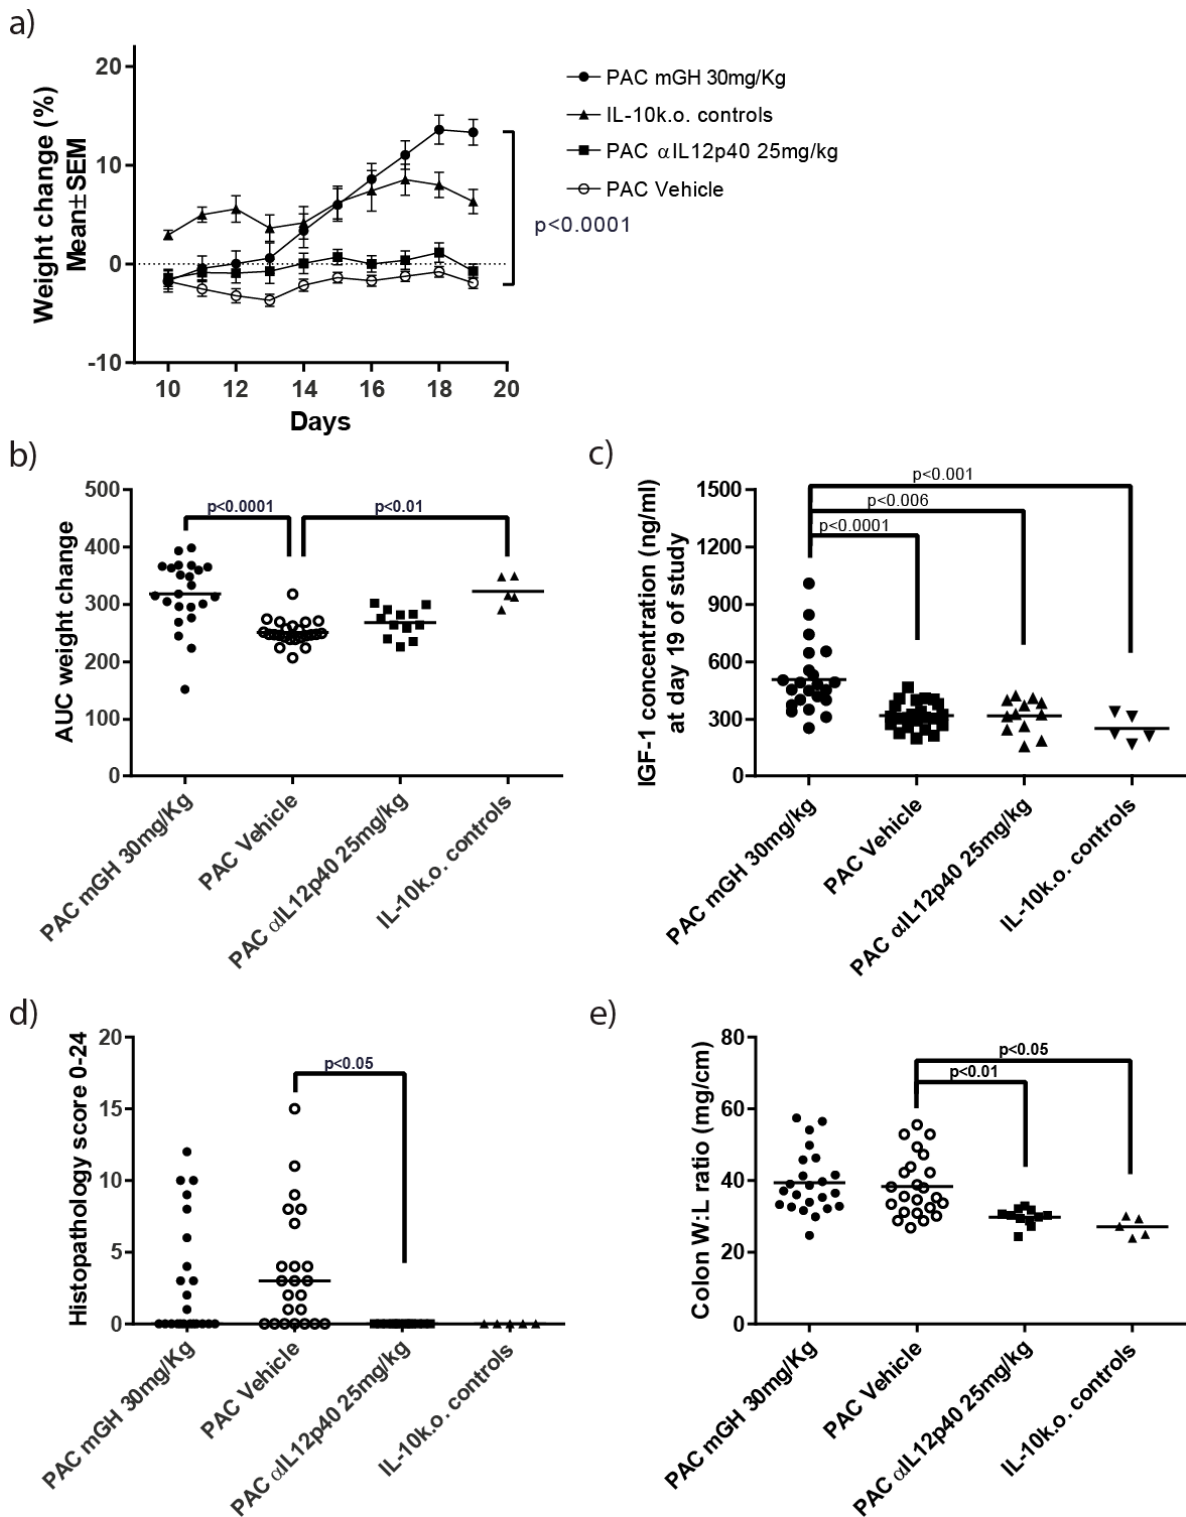 a)
20
10
0
-10
Weight change (%)
Mean±SEM
10 12 14 16 18 20
Days
PAC mGH 30mg/Kg
IL-10k.o. controls
PAC αIL12p40 25mg/kg
PAC Vehicle
p<0.0001
b)
500
400
300
200
100
0
AUC weight change
p<0.0001
p<0.01
PAC mGH 30mg/Kg
PAC Vehicle
PAC αIL12p40 25mg/kg
IL-10k.o. controls
c)
1500
1200
900
600
300
0
IGF-1 concentration (ng/ml)
at day 19 of study
p<0.001
p<0.006
p<0.0001
PAC mGH 30mg/kg
PAC Vehicle
PAC αIL12p40 25mg/kg
IL-10k.o. controls
d)
20
15
10
5
0
Histopathology score 0-24
p<0.05
PAC mGH 30mg/Kg
PAC Vehicle
PAC αIL12p40 25mg/kg
IL-10k.o. controls
e)
80
60
40
20
0
Colon W:L ratio (mg/cm)
p<0.05
p<0.01
PAC mGH 30mg/Kg
PAC Vehicle
PAC αIL12p40 25mg/kg
IL-10k.o. controls